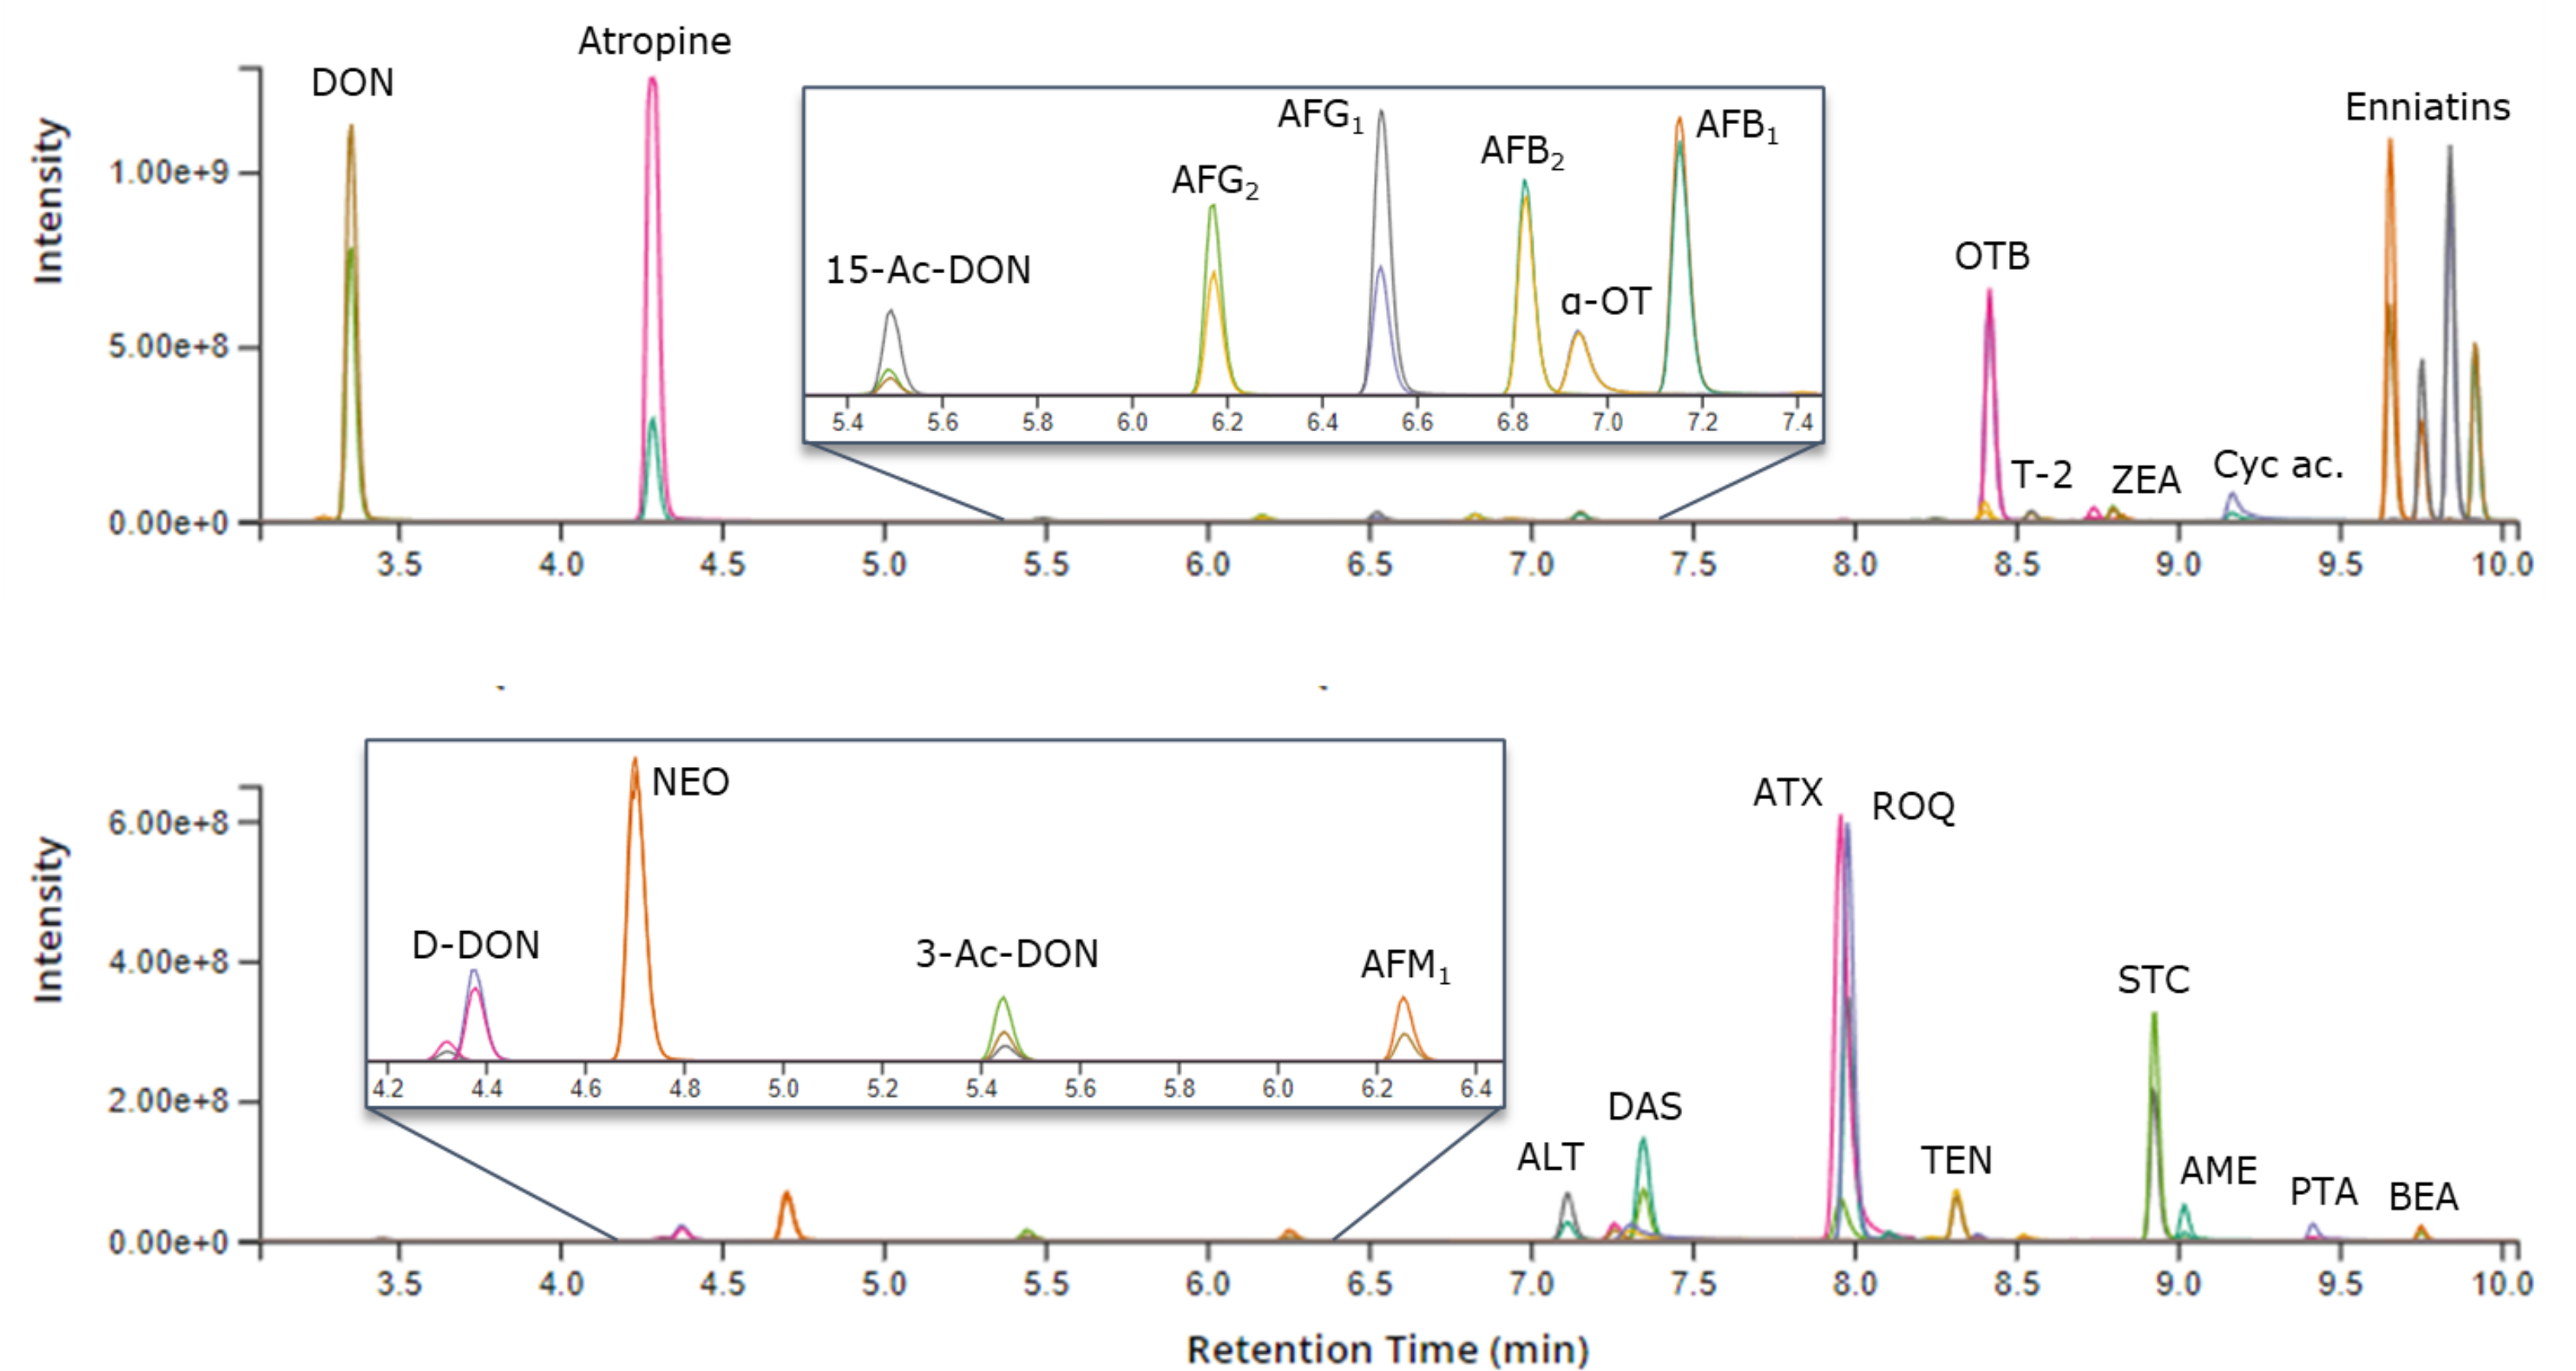 Atropine
DON
Enniatins
AFG₁
AFB₁
AFB₂
AFG₂
15-Ac-DON
α-OT
OTB
T-2
ZEA
Cyc ac.
Intensity
1.00e+9
5.00e+8
0.00e+0
5.4 5.6 5.8 6.0 6.2 6.4 6.6 6.8 7.0 7.2 7.4
3.5 4.0 4.5 5.0 5.5 6.0 6.5 7.0 7.5 8.0 8.5 9.0 9.5 10.0
NEO
ATX
ROQ
D-DON
3-Ac-DON
AFM₁
STC
DAS
ALT
TEN
AME
PTA
BEA
Intensity
6.00e+8
4.00e+8
2.00e+8
0.00e+0
4.2 4.4 4.6 4.8 5.0 5.2 5.4 5.6 5.8 6.0 6.2 6.4
3.5 4.0 4.5 5.0 5.5 6.0 6.5 7.0 7.5 8.0 8.5 9.0 9.5 10.0
Retention Time (min)